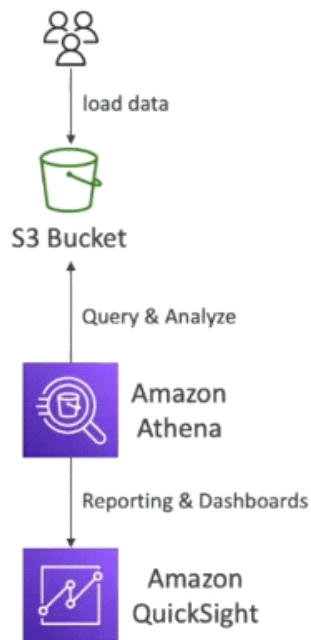 load data
S3 Bucket
Query & Analyze
Amazon
Athena
Reporting & Dashboards
Amazon
QuickSight